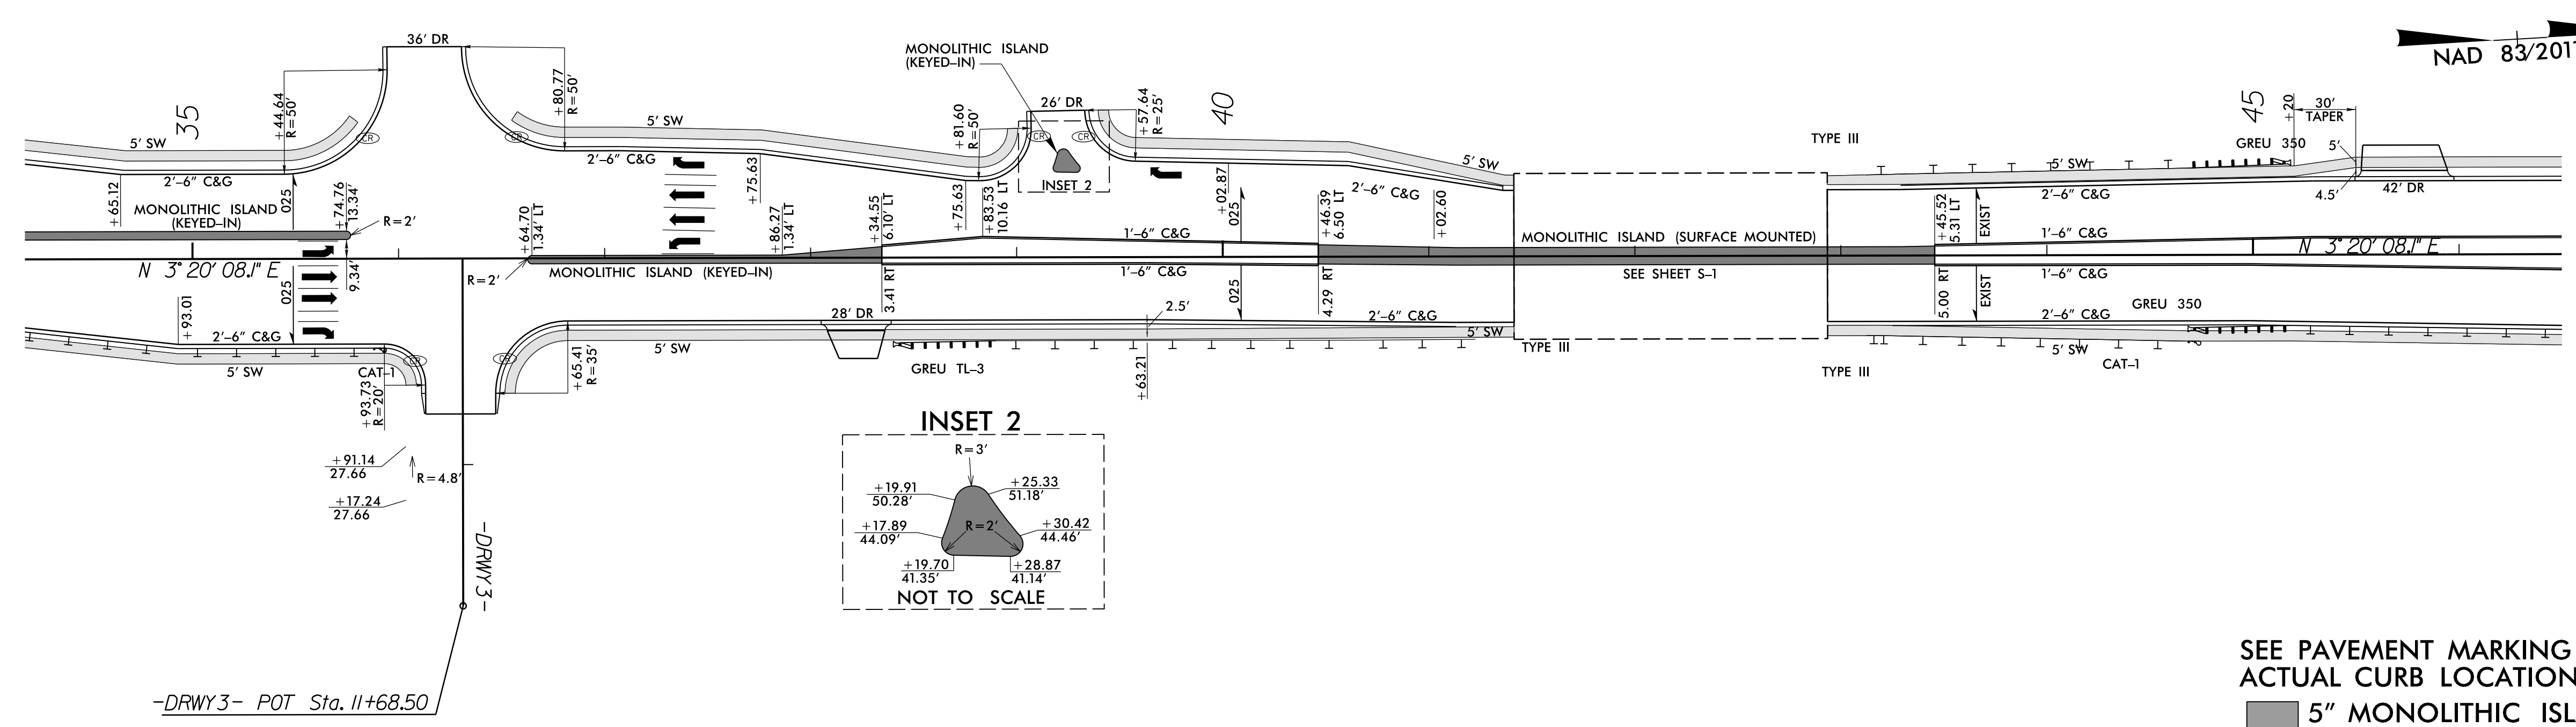 36' DR
MONOLITHIC ISLAND
(KEYED-IN)
NAD 83/201
35
+44.64
R=50'
+80.77
R=50'
5' SW
5' SW
2'-6" C&G
CR
CR
+81.60
R=50'
26' DR
CR
CR
INSET 2
+57.64
R=25'
40
TYPE III
45
+20
30'
TAPER
GREU 350
5'
5' SW
5' SW
2'-6" C&G
+65.12
MONOLITHIC ISLAND
(KEYED-IN)
025
+74.76
13.34'
R=2'
+64.70
1.34' LT
+75.63
+86.27
1.34' LT
+34.55
6.10' LT
+75.63
+83.53
10.16 LT
+02.87
025
+46.39
6.50 LT
2'-6" C&G
+02.60
+45.52
5.31 LT
EXIST
2'-6" C&G
4.5'
42' DR
1'-6" C&G
MONOLITHIC ISLAND (SURFACE MOUNTED)
1'-6" C&G
N 3° 20' 08.1" E
N 3° 20' 08.1" E
9.34'
R=2'
MONOLITHIC ISLAND (KEYED-IN)
1'-6" C&G
SEE SHEET S-1
1'-6" C&G
+93.01
025
3.41 RT
025
4.29 RT
5.00 RT
EXIST
2'-6" C&G
28' DR
2.5'
2'-6" C&G
2'-6" C&G
GREU 350
CR
CR
5' SW
CAT-1
+93.73
R=20'
+65.41
R=35'
5' SW
GREU TL-3
+63.21
5' SW
TYPE III
TYPE III
5' SW
CAT-1
+91.14
27.66
R=4.8'
+17.24
27.66
INSET 2
R=3'
+19.91
50.28'
+25.33
51.18'
+17.89
44.09'
R=2'
+30.42
44.46'
+19.70
41.35'
+28.87
41.14'
NOT TO SCALE
-DRWY3-
-DRWY3- POT Sta. 11+68.50
SEE PAVEMENT MARKING
ACTUAL CURB LOCATION
5" MONOLITHIC ISL